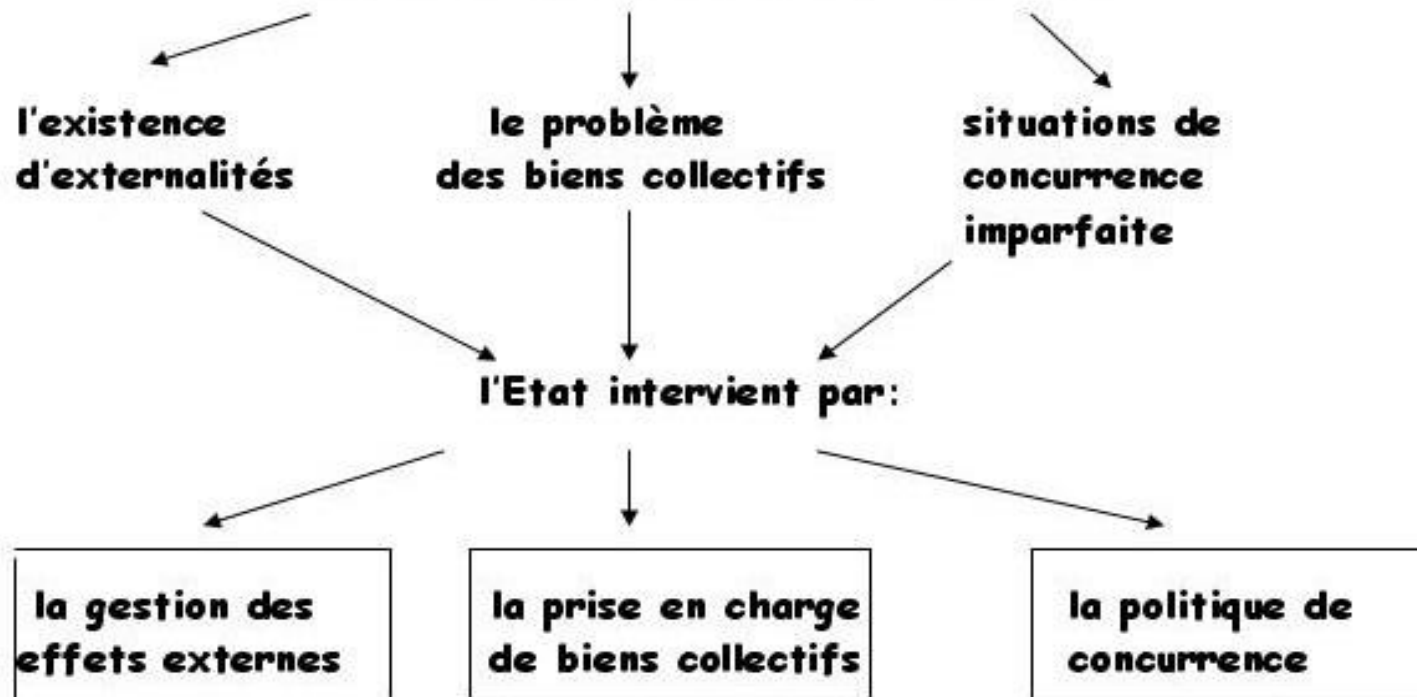 l'existence
d'externalités
le problème
des biens collectifs
situations de
concurrence
imparfaite
l'Etat intervient par:
la gestion des
effets externes
la prise en charge
de biens collectifs
la politique de
concurrence